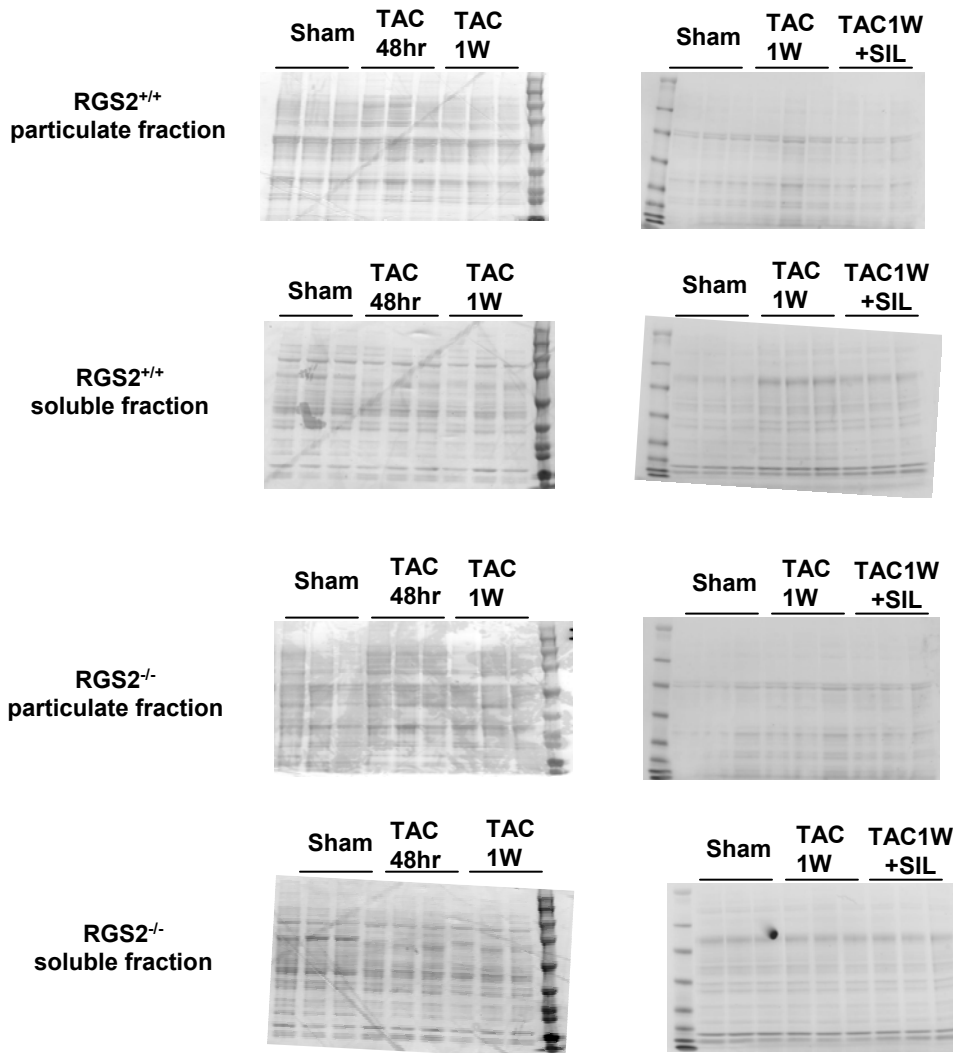 Sham
TAC
48hr
TAC
1W
Sham
TAC
1W
TAC1W
+SIL
RGS2+/+
particulate fraction
Sham
TAC
48hr
TAC
1W
Sham
TAC
1W
TAC1W
+SIL
RGS2+/+
soluble fraction
Sham
TAC
48hr
TAC
1W
Sham
TAC
1W
TAC1W
+SIL
RGS2-/-
particulate fraction
Sham
TAC
48hr
TAC
1W
Sham
TAC
1W
TAC1W
+SIL
RGS2-/-
soluble fraction